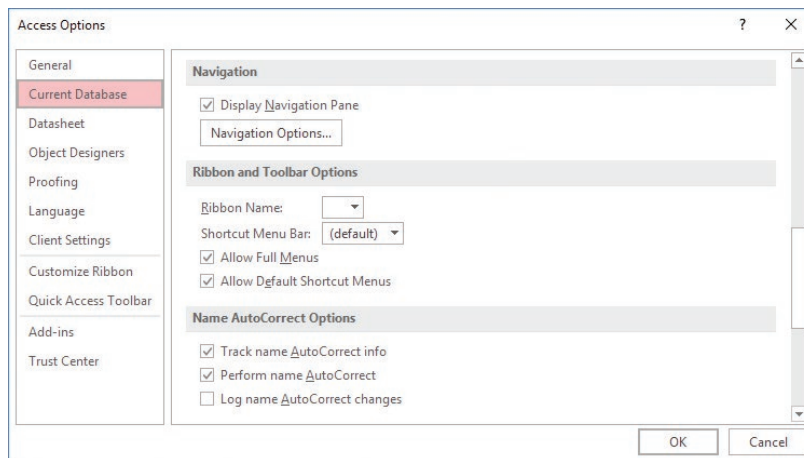 Access Options
?
General
Current Database
Datasheet
Object Designers
Proofing
Language
Client Settings
Customize Ribbon
Quick Access Toolbar
Add-ins
Trust Center
Navigation
Display Navigation Pane
Navigation Options...
Ribbon and Toolbar Options
Ribbon Name:
Shortcut Menu Bar: (default)
Allow Full Menus
Allow Default Shortcut Menus
Name AutoCorrect Options
Track name AutoCorrect info
Perform name AutoCorrect
Log name AutoCorrect changes
OK Cancel